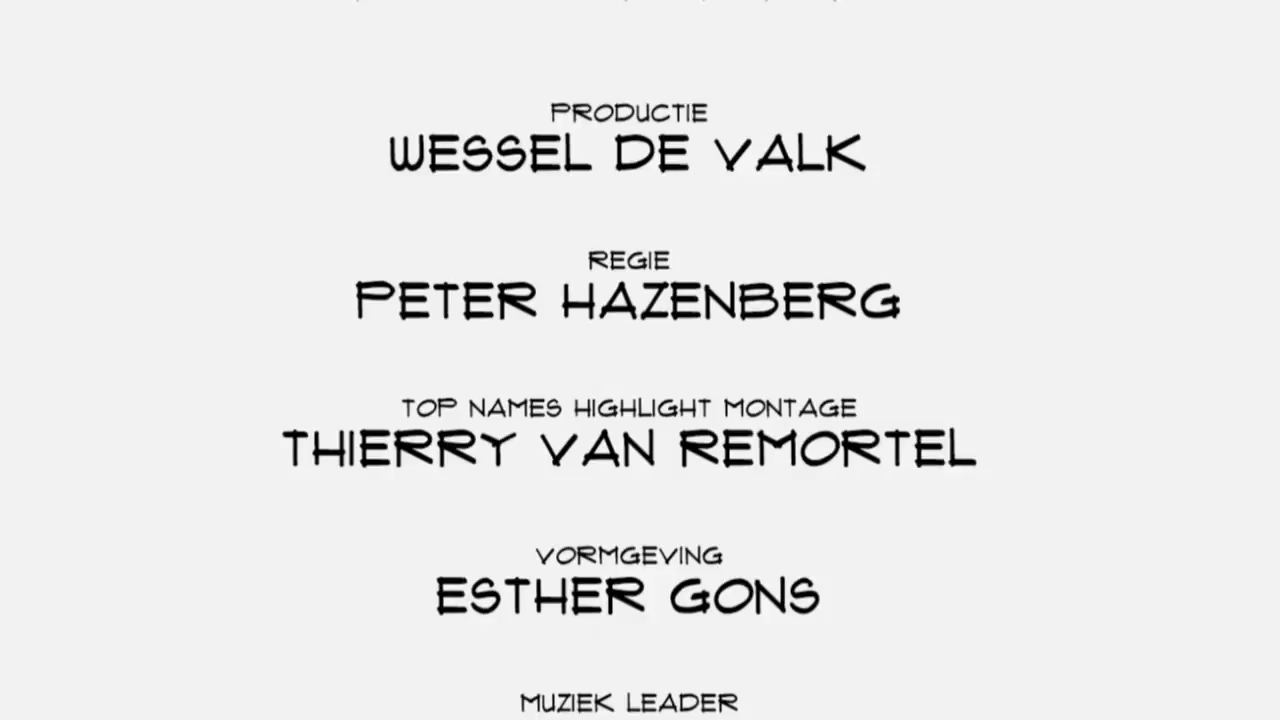 PRODUCTIE
WESSEL DE VALK
REGIE
PETER HAZENBERG
TOP NAMES HIGHLIGHT MONTAGE
THIERRY VAN REMORTEL
VORMGEVING
ESTHER GONS
MUZIEK LEADER